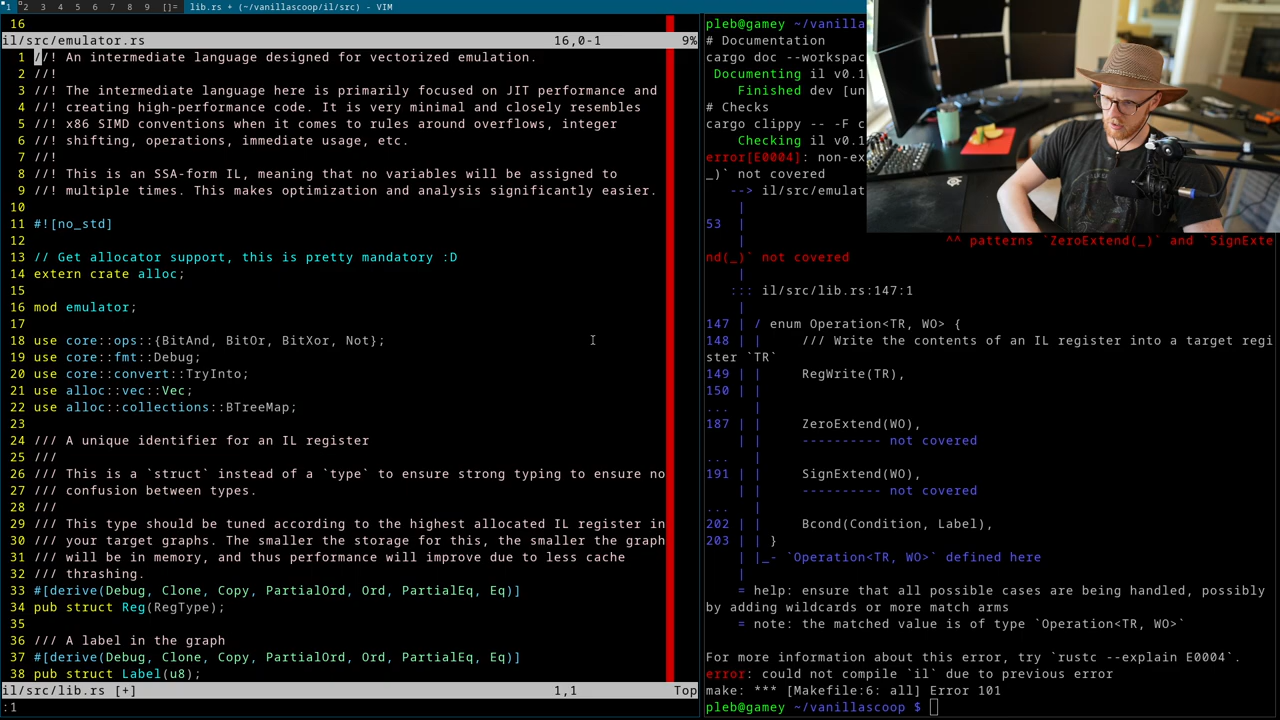 1 2 3 4 5 6 7 8 9 []= lib.rs + (~/vanillascoop/il/src) - VIM
16
il/src/emulator.rs 16,0-1 9%
1 //! An intermediate language designed for vectorized emulation.
2 //!
3 //! The intermediate language here is primarily focused on JIT performance and
4 //! creating high-performance code. It is very minimal and closely resembles
5 //! x86 SIMD conventions when it comes to rules around overflows, integer
6 //! shifting, operations, immediate usage, etc.
7 //!
8 //! This is an SSA-form IL, meaning that no variables will be assigned to
9 //! multiple times. This makes optimization and analysis significantly easier.
10
11 #![no_std]
12
13 // Get allocator support, this is pretty mandatory :D
14 extern crate alloc;
15
16 mod emulator;
17
18 use core::ops::{BitAnd, BitOr, BitXor, Not};
19 use core::fmt::Debug;
20 use core::convert::TryInto;
21 use alloc::vec::Vec;
22 use alloc::collections::BTreeMap;
23
24 /// A unique identifier for an IL register
25 ///
26 /// This is a `struct` instead of a `type` to ensure strong typing to ensure no
27 /// confusion between types.
28 ///
29 /// This type should be tuned according to the highest allocated IL register in
30 /// your target graphs. The smaller the storage for this, the smaller the graph
31 /// will be in memory, and thus performance will improve due to less cache
32 /// thrashing.
33 #[derive(Debug, Clone, Copy, PartialOrd, Ord, PartialEq, Eq)]
34 pub struct Reg(RegType);
35
36 /// A label in the graph
37 #[derive(Debug, Clone, Copy, PartialOrd, Ord, PartialEq, Eq)]
38 pub struct Label(u8);
il/src/lib.rs [+] 1,1 Top
:1
pleb@gamey ~/vanilla
# Documentation
cargo doc --workspac
Documenting il v0.1
Finished dev [un
# Checks
cargo clippy -- -F c
Checking il v0.1
error[E0004]: non-ex
_)` not covered
--> il/src/emulat
|
53
| ^^ patterns `ZeroExtend(_)` and `SignExte
nd(_)` not covered
|
::: il/src/lib.rs:147:1
|
147 | / enum Operation<TR, WO> {
148 | | /// Write the contents of an IL register into a target regi
ster `TR`
149 | | RegWrite(TR),
150 | |
... |
187 | | ZeroExtend(WO),
| | ---------- not covered
... |
191 | | SignExtend(WO),
| | ---------- not covered
... |
202 | | Bcond(Condition, Label),
203 | | }
| |_- `Operation<TR, WO>` defined here
|
= help: ensure that all possible cases are being handled, possibly
by adding wildcards or more match arms
= note: the matched value is of type `Operation<TR, WO>`
For more information about this error, try `rustc --explain E0004`.
error: could not compile `il` due to previous error
make: *** [Makefile:6: all] Error 101
pleb@gamey ~/vanillascoop $